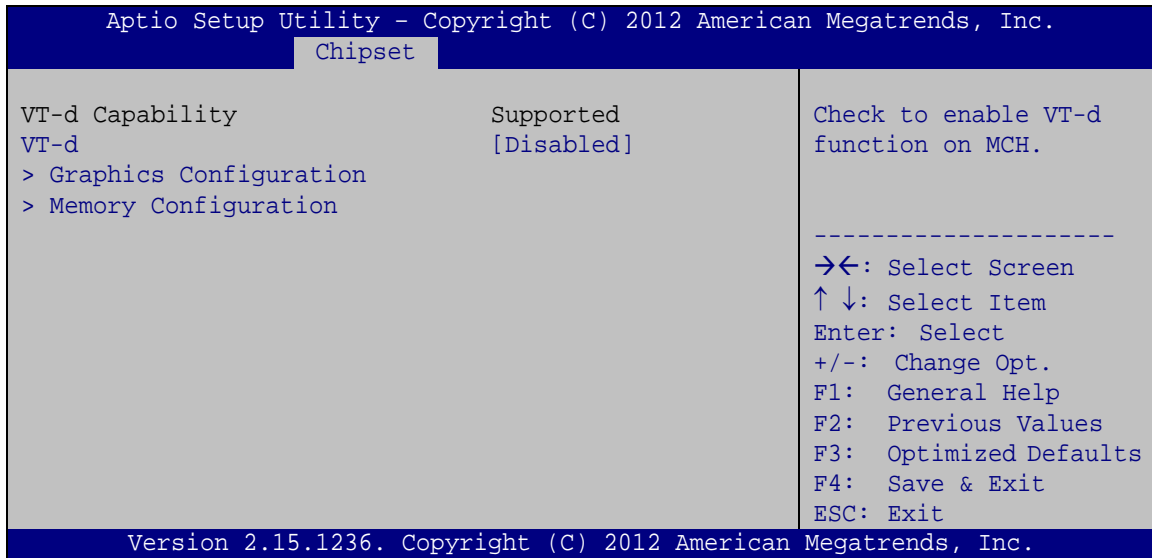 Aptio Setup Utility – Copyright (C) 2012 American Megatrends, Inc.
Chipset
VT-d Capability Supported
VT-d [Disabled]
> Graphics Configuration
> Memory Configuration
Check to enable VT-d
function on MCH.
---------------------
→←: Select Screen
↑ ↓: Select Item
Enter: Select
+/-: Change Opt.
F1: General Help
F2: Previous Values
F3: Optimized Defaults
F4: Save & Exit
ESC: Exit
Version 2.15.1236. Copyright (C) 2012 American Megatrends, Inc.